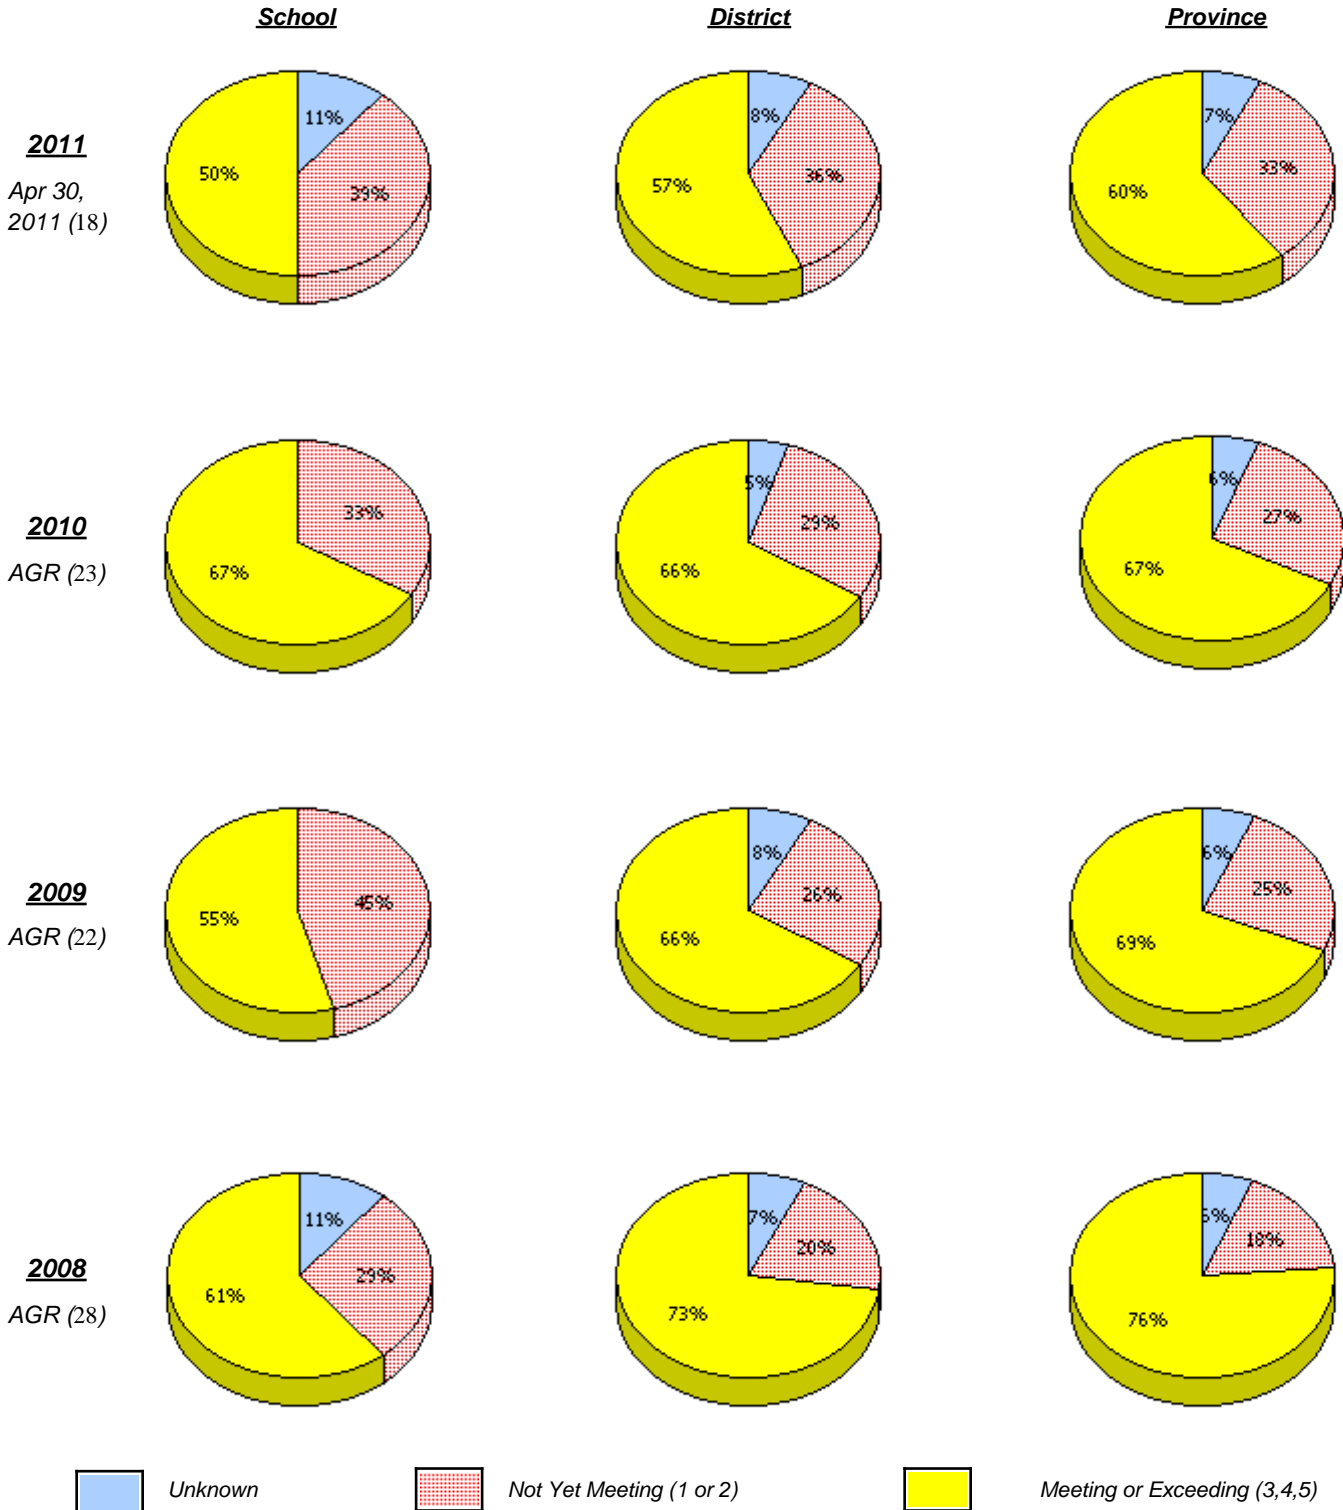 School District Province
11% 8% 7%
2011
50% 39% 57% 36% 60% 33%
Apr 30,
2011 (18)
5% 6%
2010
33% 29% 27%
67% 66% 67%
AGR (23)
8% 6%
2009
55% 45% 66% 26% 69% 25%
AGR (22)
11% 7%
2008
61% 29% 73% 20% 76% 18%
AGR (28)
Unknown Not Yet Meeting (1 or 2) Meeting or Exceeding (3,4,5)